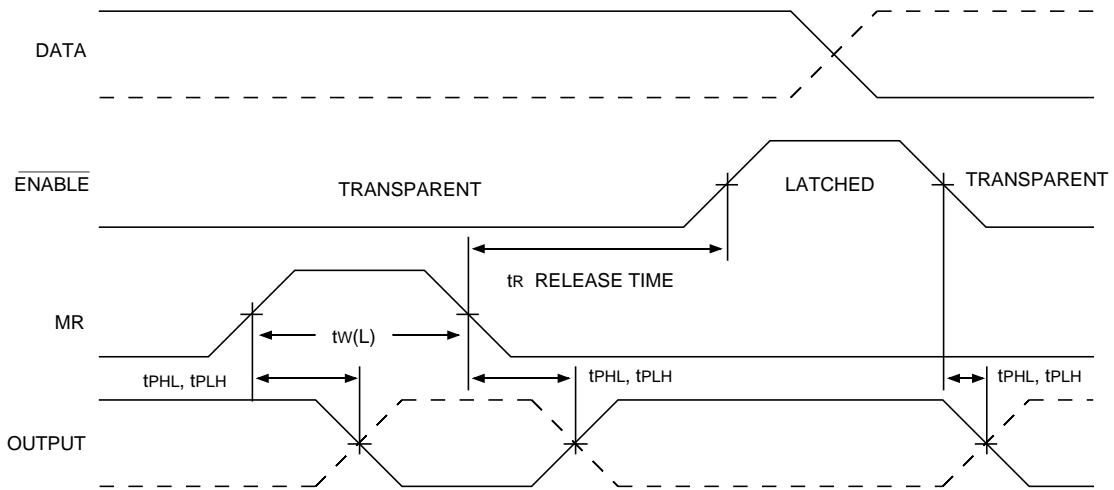 DATA
ENABLE
TRANSPARENT
LATCHED
TRANSPARENT
tR RELEASE TIME
MR
tW(L)
tPHL, tPLH
tPHL, tPLH
tPHL, tPLH
OUTPUT